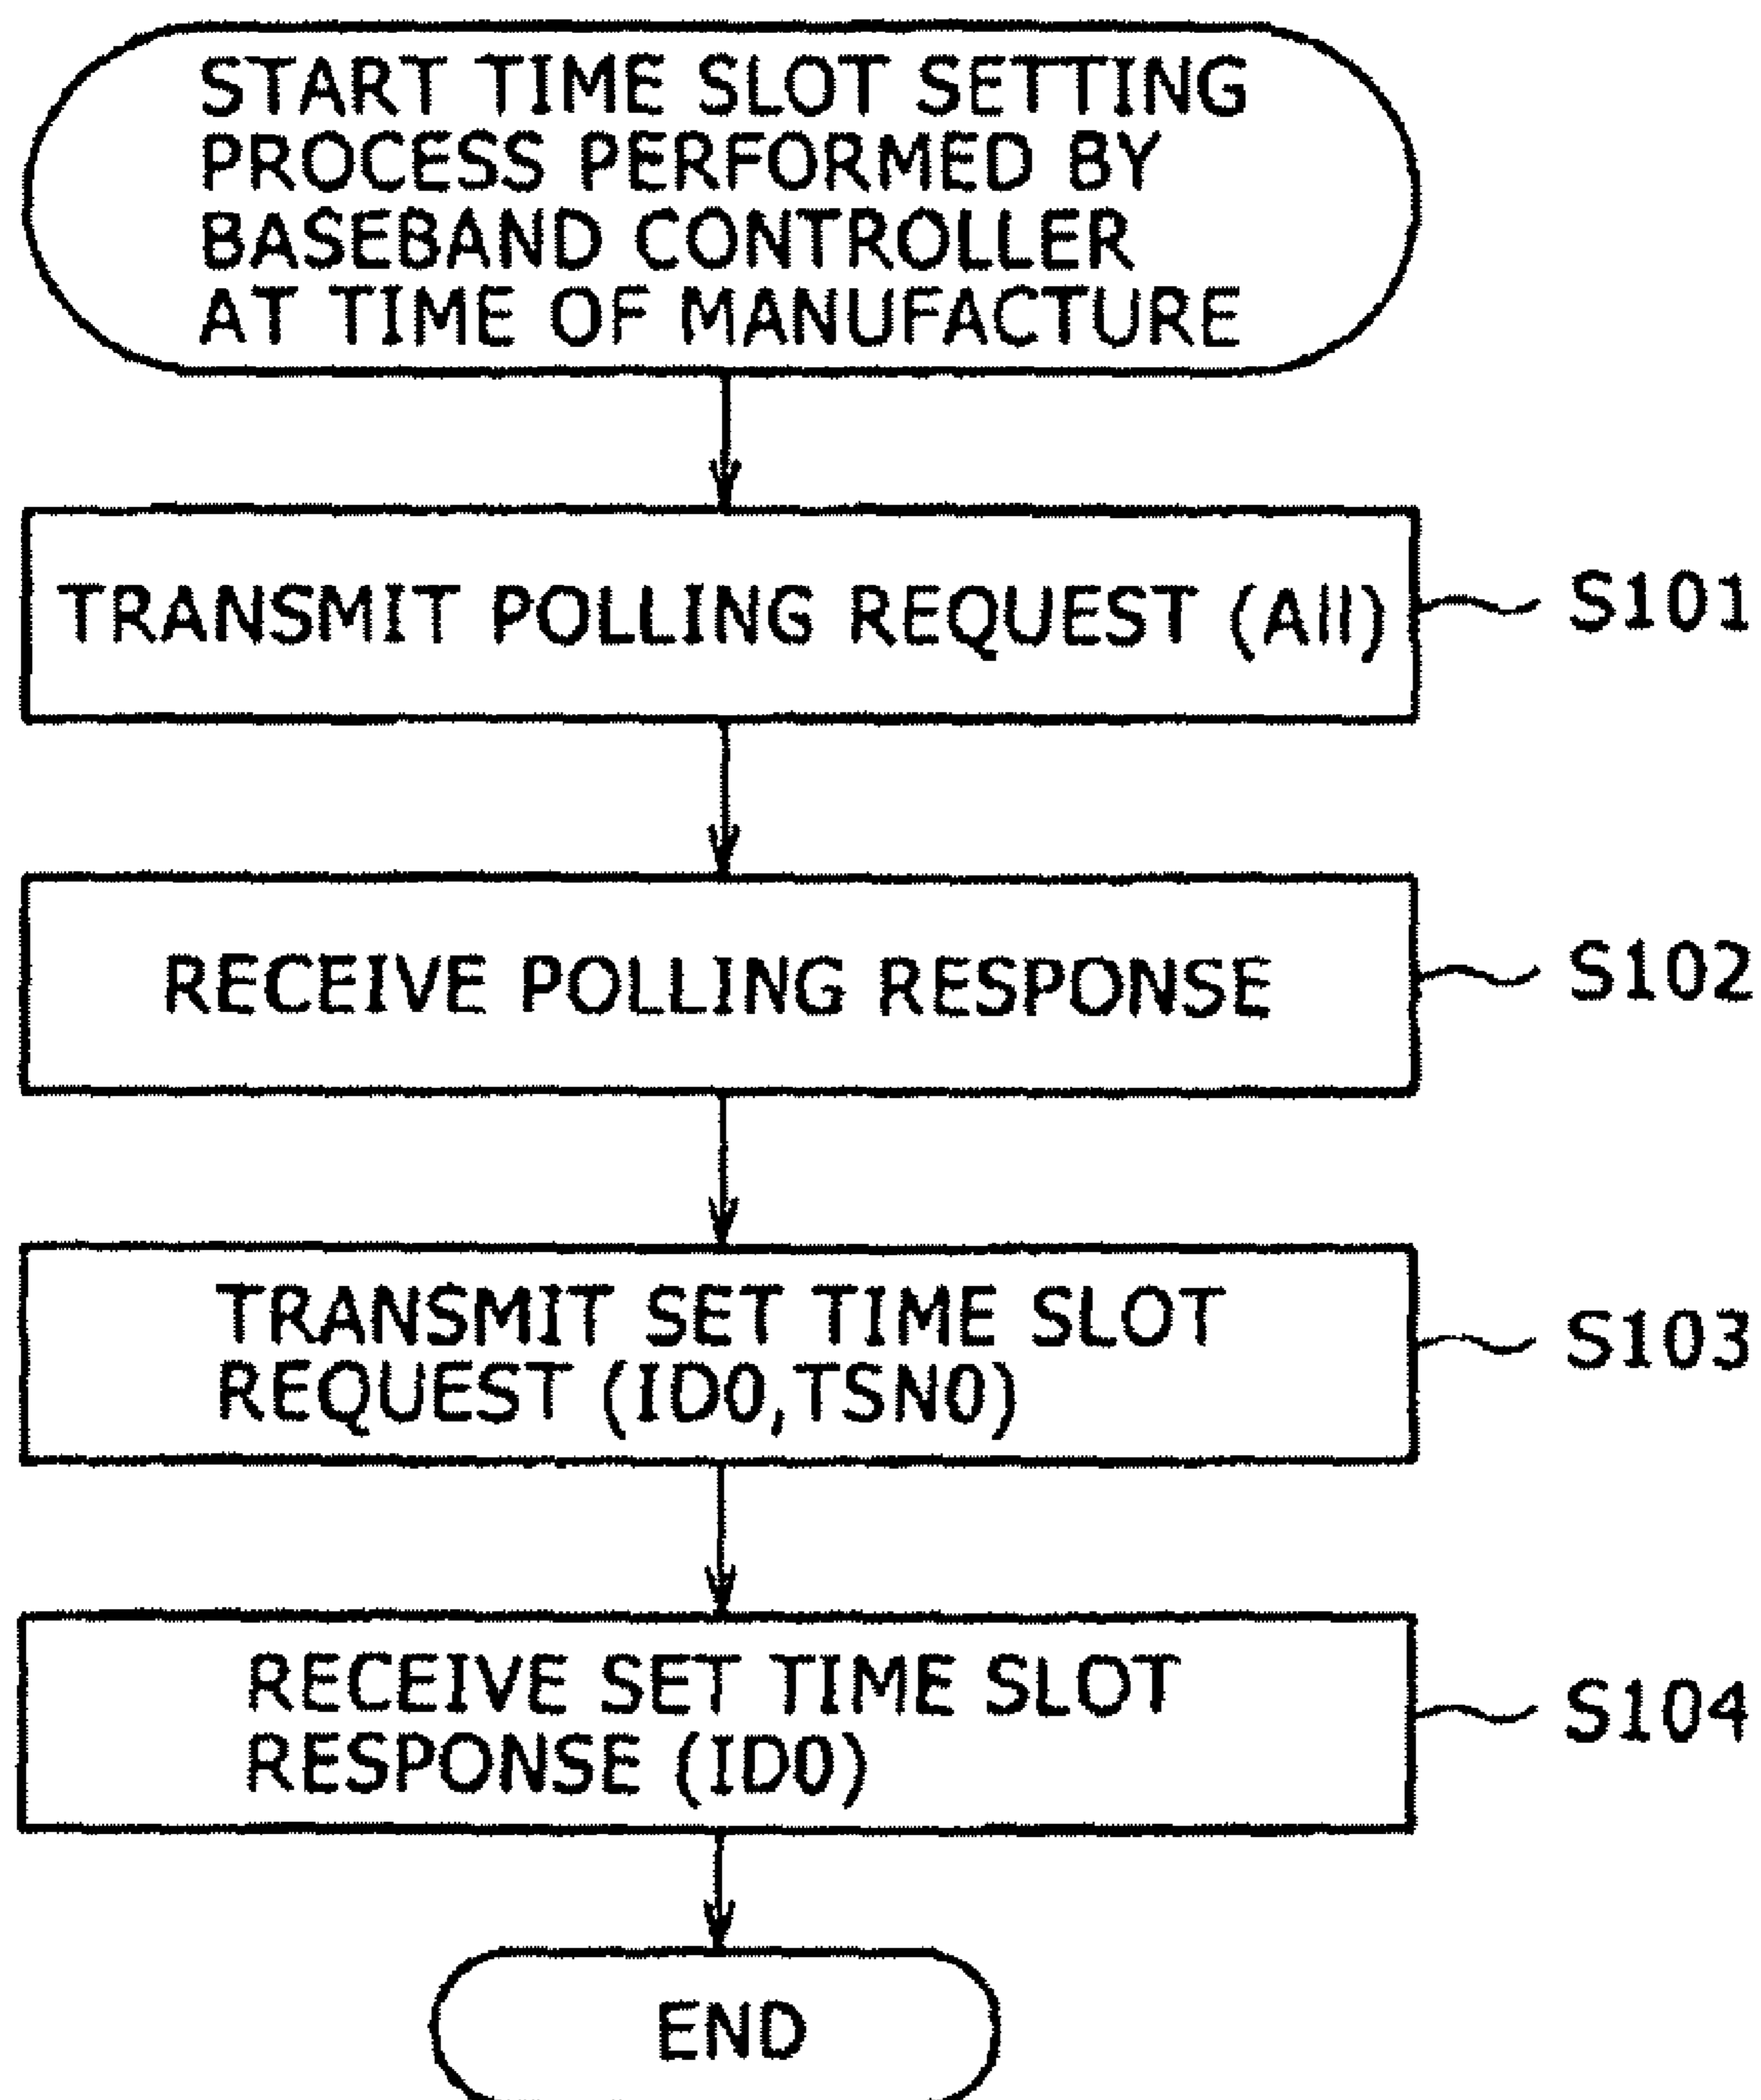 START TIME SLOT SETTING
PROCESS PERFORMED BY
BASEBAND CONTROLLER
AT TIME OF MANUFACTURE
TRANSMIT POLLING REQUEST (All)
S101
RECEIVE POLLING RESPONSE
S102
TRANSMIT SET TIME SLOT
REQUEST (ID0,TSN0)
S103
RECEIVE SET TIME SLOT
RESPONSE (ID0)
S104
END